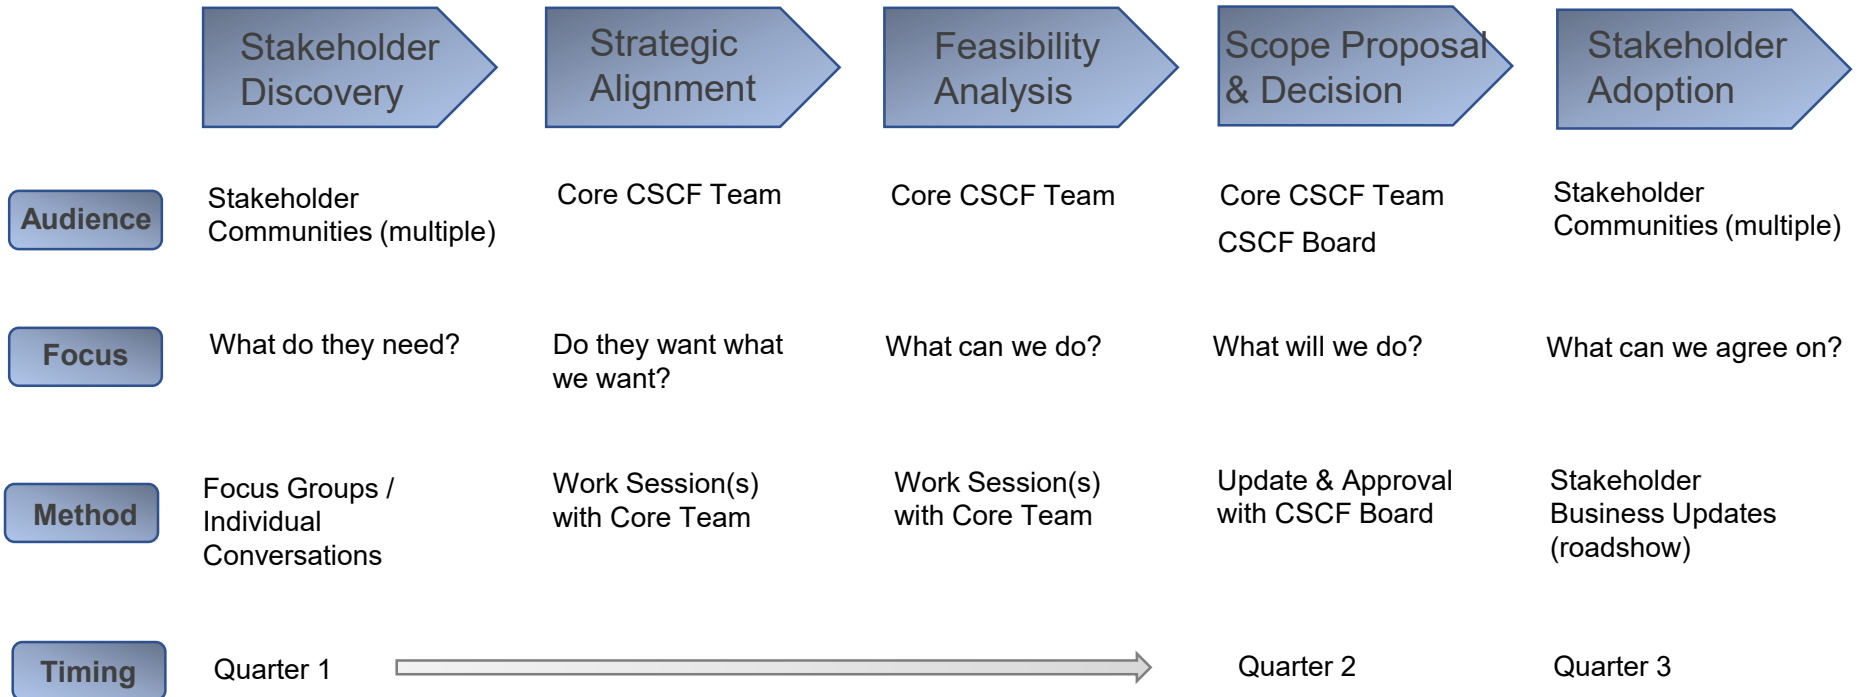 Stakeholder
Discovery
Strategic
Alignment
Feasibility
Analysis
Scope Proposal
& Decision
Stakeholder
Adoption
Audience
Stakeholder
Communities (multiple)
Core CSCF Team
Core CSCF Team
Core CSCF Team
CSCF Board
Stakeholder
Communities (multiple)
Focus
What do they need?
Do they want what
we want?
What can we do?
What will we do?
What can we agree on?
Method
Focus Groups /
Individual
Conversations
Work Session(s)
with Core Team
Work Session(s)
with Core Team
Update & Approval
with CSCF Board
Stakeholder
Business Updates
(roadshow)
Timing
Quarter 1
Quarter 2
Quarter 3